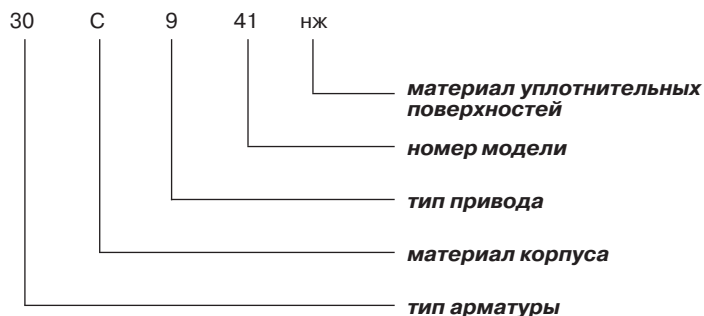 30 С 9 41 нж
материал уплотнительных
поверхностей
номер модели
тип привода
материал корпуса
тип арматуры